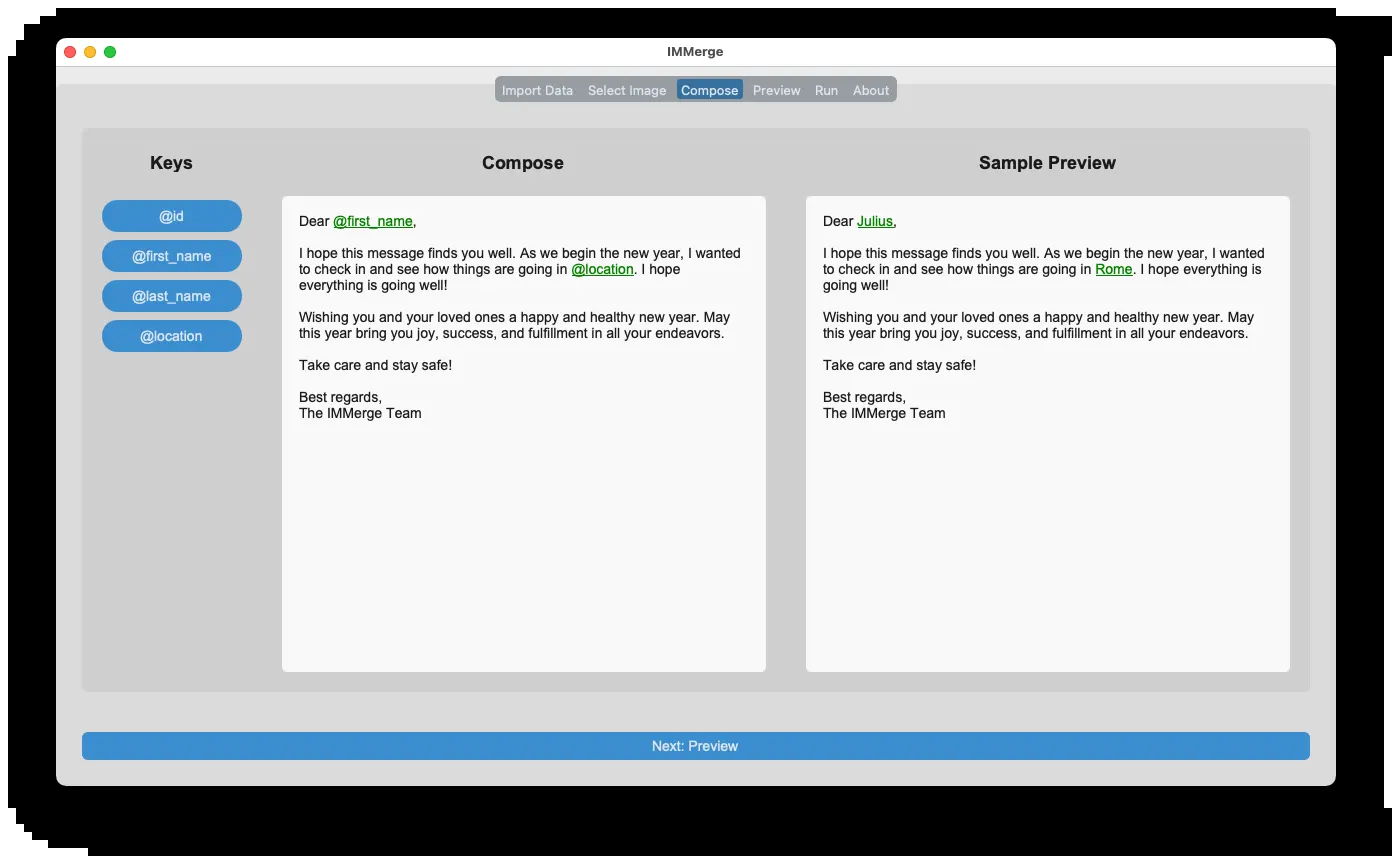 IMMerge
Import Data Select Image Compose Preview Run About
Keys
@id
@first_name
@last_name
@location
Compose
Dear @first_name,
I hope this message finds you well. As we begin the new year, I wanted
to check in and see how things are going in @location. I hope
everything is going well!
Wishing you and your loved ones a happy and healthy new year. May
this year bring you joy, success, and fulfillment in all your endeavors.
Take care and stay safe!
Best regards,
The IMMerge Team
Sample Preview
Dear Julius,
I hope this message finds you well. As we begin the new year, I wanted
to check in and see how things are going in Rome. I hope everything is
going well!
Wishing you and your loved ones a happy and healthy new year. May
this year bring you joy, success, and fulfillment in all your endeavors.
Take care and stay safe!
Best regards,
The IMMerge Team
Next: Preview